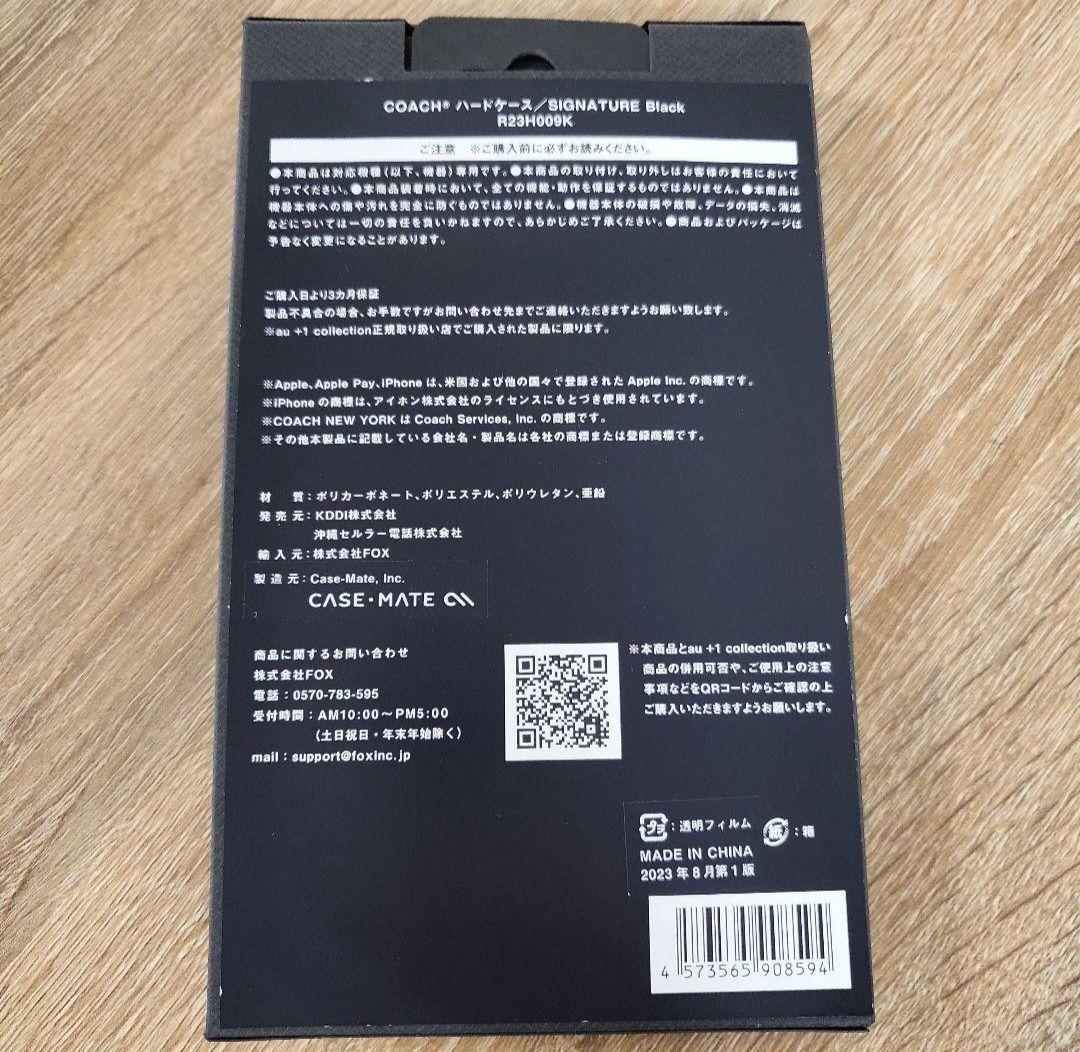 COACH® ハードケース/SIGNATURE Black
R23H009K
ご注意　※ご購入前に必ずお読みください。
●本商品は対応機種(以下、機器)専用です。●本商品の取り付け、取り外しはお客様の責任において
行ってください。●本商品装着時において、全ての機能・動作を保証するものではありません。●本商品は
機器本体への傷や汚れを完全に防ぐものではありません。●機器本体の破損や故障、データの損失、消滅
などについては一切の責任を負いかねますので、あらかじめご了承ください。●商品およびパッケージは
予告なく変更になることがあります。
ご購入日より3カ月保証
製品不具合の場合、お手数ですがお問い合わせ先までご連絡いただきますようお願い致します。
※au +1 collection正規取り扱い店でご購入された製品に限ります。
※Apple、Apple Pay、iPhone は、米国および他の国々で登録された Apple Inc. の商標です。
※iPhone の商標は、アイホン株式会社のライセンスにもとづき使用されています。
※COACH NEW YORK は Coach Services, Inc. の商標です。
※その他本製品に記載している会社名・製品名は各社の商標または登録商標です。
材　質：ポリカーボネート、ポリエステル、ポリウレタン、亜鉛
発売元：KDDI株式会社
沖縄セルラー電話株式会社
輸入元：株式会社FOX
製造元：Case-Mate, Inc.
CASE・MATE
商品に関するお問い合わせ
株式会社FOX
電話：0570-783-595
受付時間：AM10:00～PM5:00
(土日祝日・年末年始除く)
mail：support@foxinc.jp
※本商品とau +1 collection取り扱い
商品の併用可否や、ご使用上の注意
事項などをQRコードからご確認の上
ご購入いただきますようお願いします。
プラ：透明フィルム
紙：箱
MADE IN CHINA
2023年8月第1版
4 573565 908594